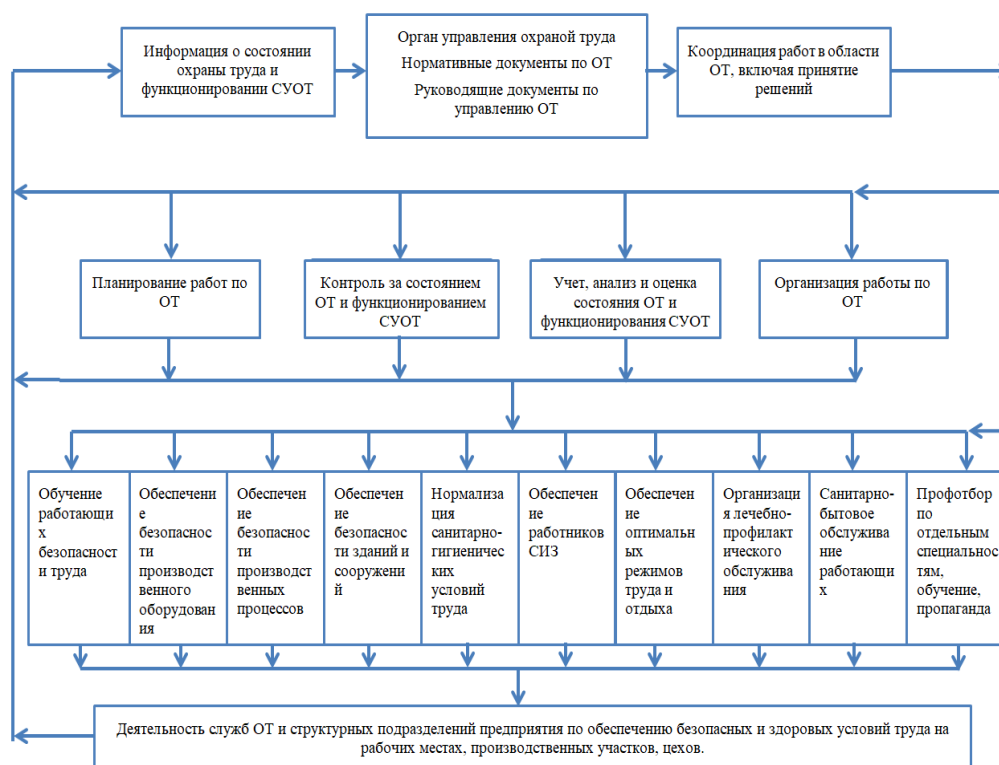 Информация о состоянии
охраны труда и
функционировании СУОТ
Орган управления охраной труда
Нормативные документы по ОТ
Руководящие документы по
управлению ОТ
Координация работ в области
ОТ, включая принятие
решений
Планирование работ по
ОТ
Контроль за состоянием
ОТ и функционированием
СУОТ
Учет, анализ и оценка
состояния ОТ и
функционирования СУОТ
Организация работы по
ОТ
Обучение
работающи
х
безопасност
и труда
Обеспечени
е
безопасности
производст
венного
оборудован
ия
Обеспечен
ие
безопаснос
ти
производст
венных
процессов
Обеспечен
ие
безопаснос
ти зданий и
сооружени
й
Нормализа
ция
санитарно-
гигиеничес
ких
условий
труда
Обеспечен
ие
работников
СИЗ
Обеспечен
ие
оптимальн
ых
режимов
труда и
отдыха
Организаци
я лечебно-
профилакт
ического
обслужива
ния
Санитарно-
бытовое
обслужива
ние
работающи
х
Профотбор
по
отдельным
специальнос
тям,
обучение,
пропаганда
Деятельность служб ОТ и структурных подразделений предприятия по обеспечению безопасных и здоровых условий труда на
рабочих местах, производственных участков, цехов.